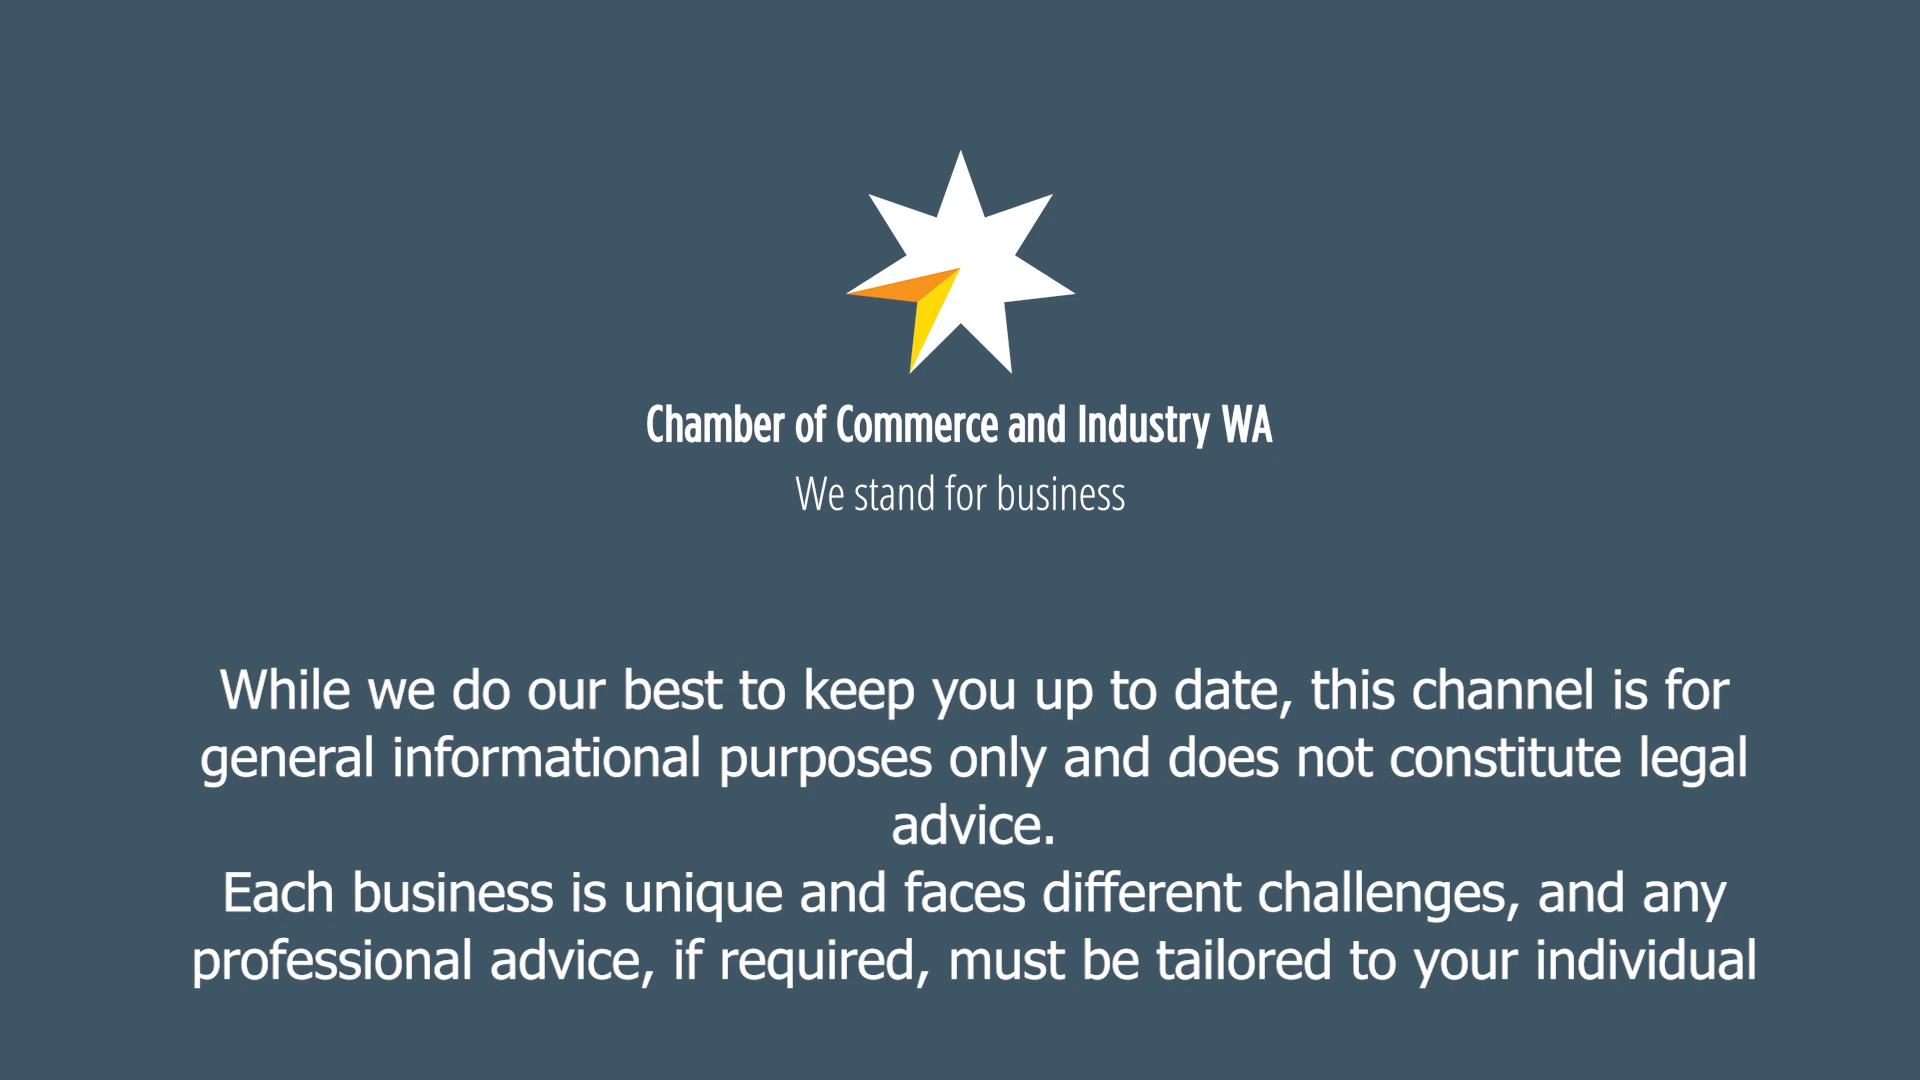 Chamber of Commerce and Industry WA
We stand for business
While we do our best to keep you up to date, this channel is for
general informational purposes only and does not constitute legal
advice.
Each business is unique and faces different challenges, and any
professional advice, if required, must be tailored to your individual